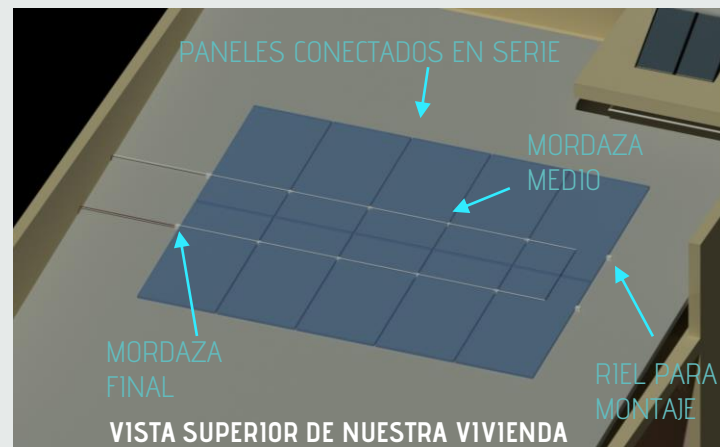 PANELES CONECTADOS EN SERIE
MORDAZA
MEDIO
MORDAZA
FINAL
RIEL PARA
MONTAJE
VISTA SUPERIOR DE NUESTRA VIVIENDA